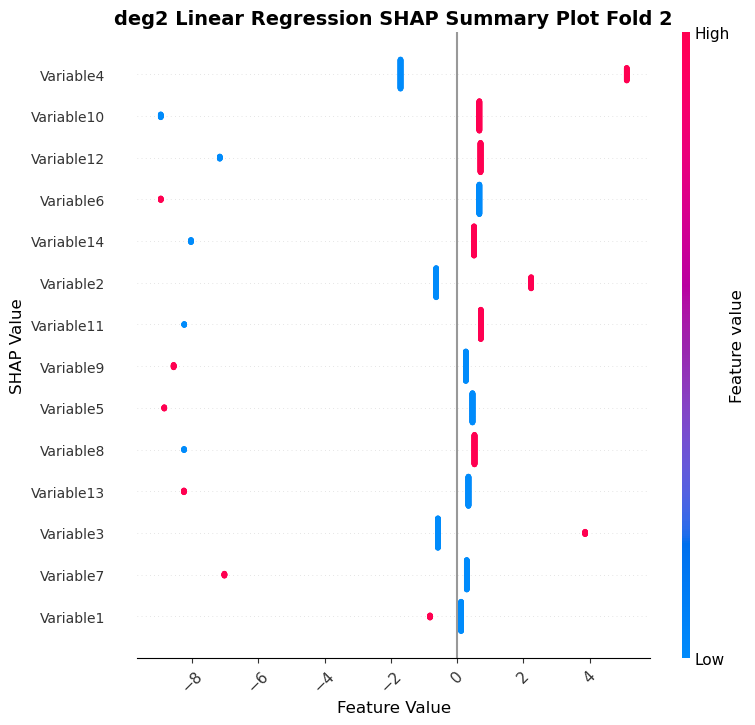 deg2 Linear Regression SHAP Summary Plot Fold 2
High
Variable4
Variable10
Variable12
Variable6
Variable14
Variable2
Variable11
Variable9
Variable5
Variable8
Variable13
Variable3
Variable7
Variable1
SHAP Value
Feature value
Low
−8 −6 −4 −2 0 2 4
Feature Value